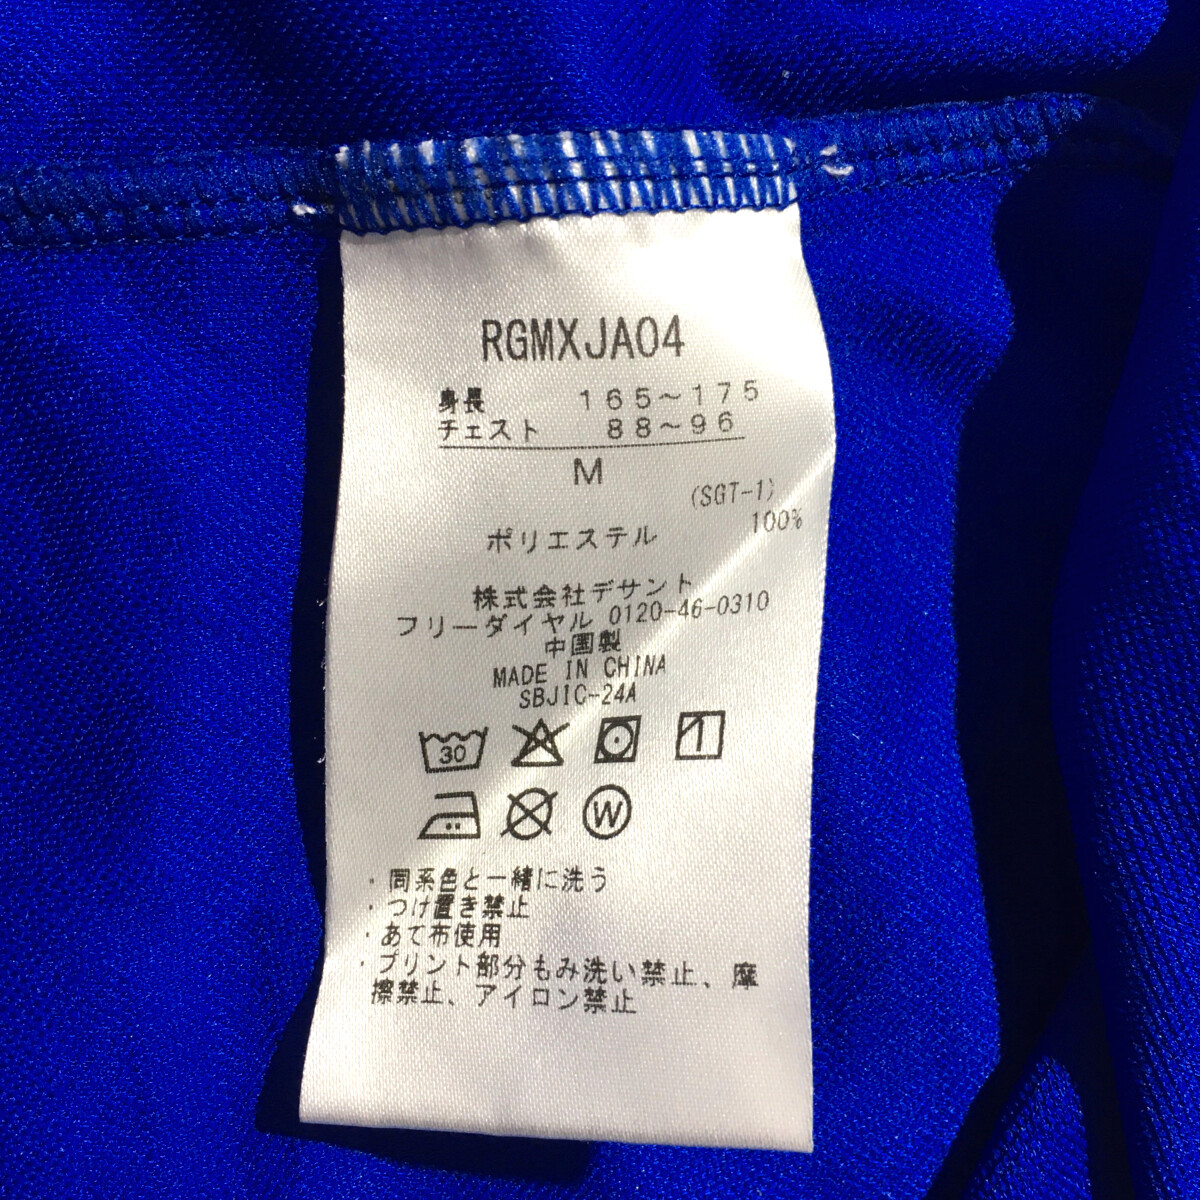 RGMXJA04
身長 165～175
チェスト 88～96
M
(SGT-1)
ポリエステル 100%
株式会社デサント
フリーダイヤル 0120-46-0310
中国製
MADE IN CHINA
SBJIC-24A
30
W
・同系色と一緒に洗う
・つけ置き禁止
・あて布使用
・プリント部分もみ洗い禁止、摩
擦禁止、アイロン禁止